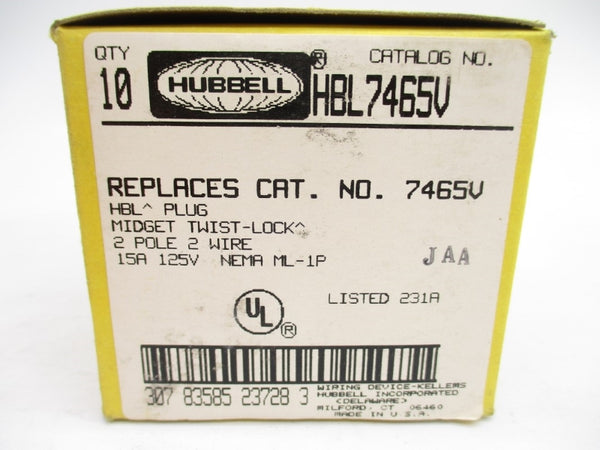 QTY
10
HUBBELL®
CATALOG NO.
HBL7465V
REPLACES CAT. NO. 7465V
HBL^ PLUG
MIDGET TWIST-LOCK^
2 POLE 2 WIRE
15A 125V NEMA ML-1P
JAA
UL®
LISTED 231A
307 83585 23728 3
WIRING DEVICE-KELLEMS
HUBBELL INCORPORATED
(DELAWARE)
MILFORD, CT 06460
MADE IN U.S.A.